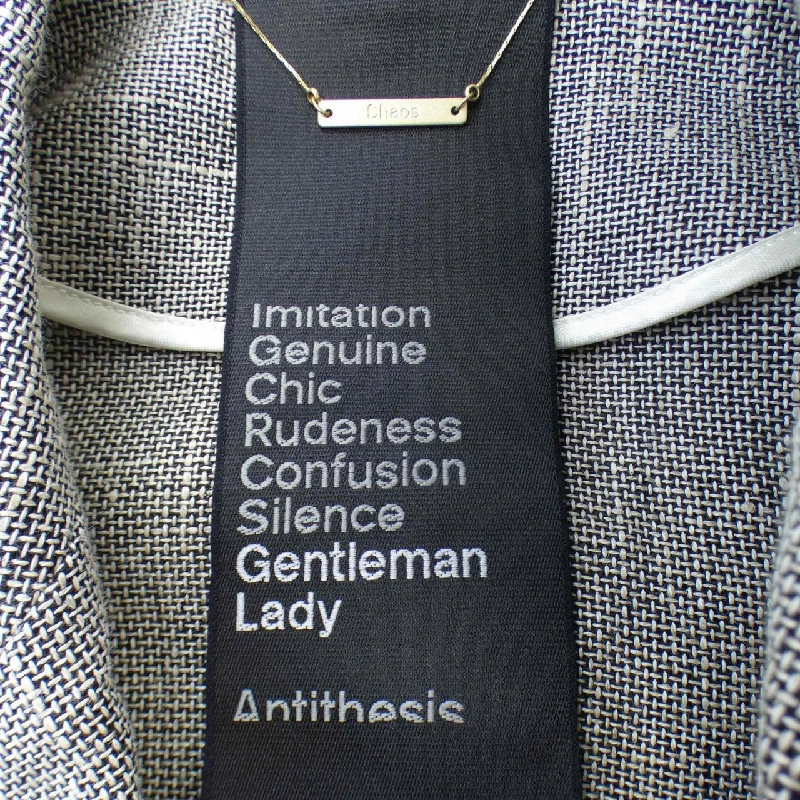 Chaos
Imitation
Genuine
Chic
Rudeness
Confusion
Silence
Gentleman
Lady
Antithesis